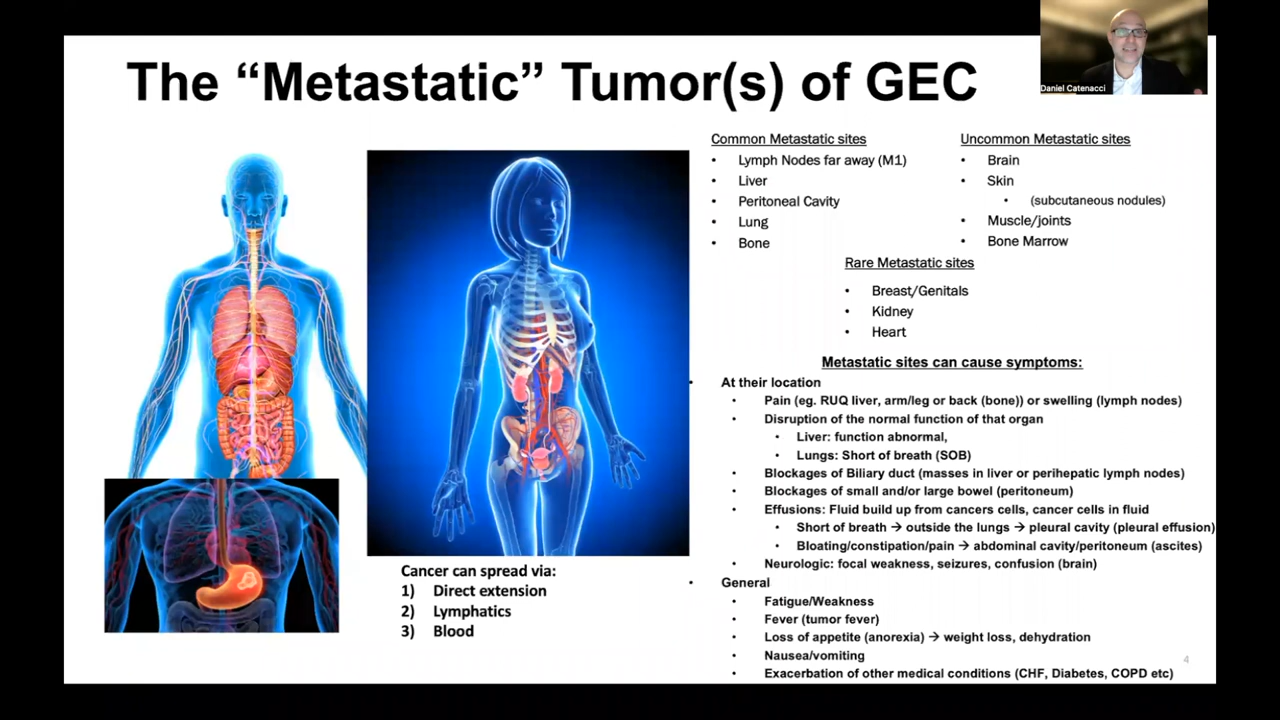 The “Metastatic” Tumor(s) of GEC
Daniel Catenacci
Common Metastatic sites
• Lymph Nodes far away (M1)
• Liver
• Peritoneal Cavity
• Lung
• Bone
Uncommon Metastatic sites
• Brain
• Skin
• (subcutaneous nodules)
• Muscle/joints
• Bone Marrow
Rare Metastatic sites
• Breast/Genitals
• Kidney
• Heart
Metastatic sites can cause symptoms:
• At their location
• Pain (eg. RUQ liver, arm/leg or back (bone)) or swelling (lymph nodes)
• Disruption of the normal function of that organ
• Liver: function abnormal,
• Lungs: Short of breath (SOB)
• Blockages of Biliary duct (masses in liver or perihepatic lymph nodes)
• Blockages of small and/or large bowel (peritoneum)
• Effusions: Fluid build up from cancers cells, cancer cells in fluid
• Short of breath → outside the lungs → pleural cavity (pleural effusion)
• Bloating/constipation/pain → abdominal cavity/peritoneum (ascites)
• Neurologic: focal weakness, seizures, confusion (brain)
• General
• Fatigue/Weakness
• Fever (tumor fever)
• Loss of appetite (anorexia) → weight loss, dehydration
• Nausea/vomiting
• Exacerbation of other medical conditions (CHF, Diabetes, COPD etc)
Cancer can spread via:
1) Direct extension
2) Lymphatics
3) Blood
4